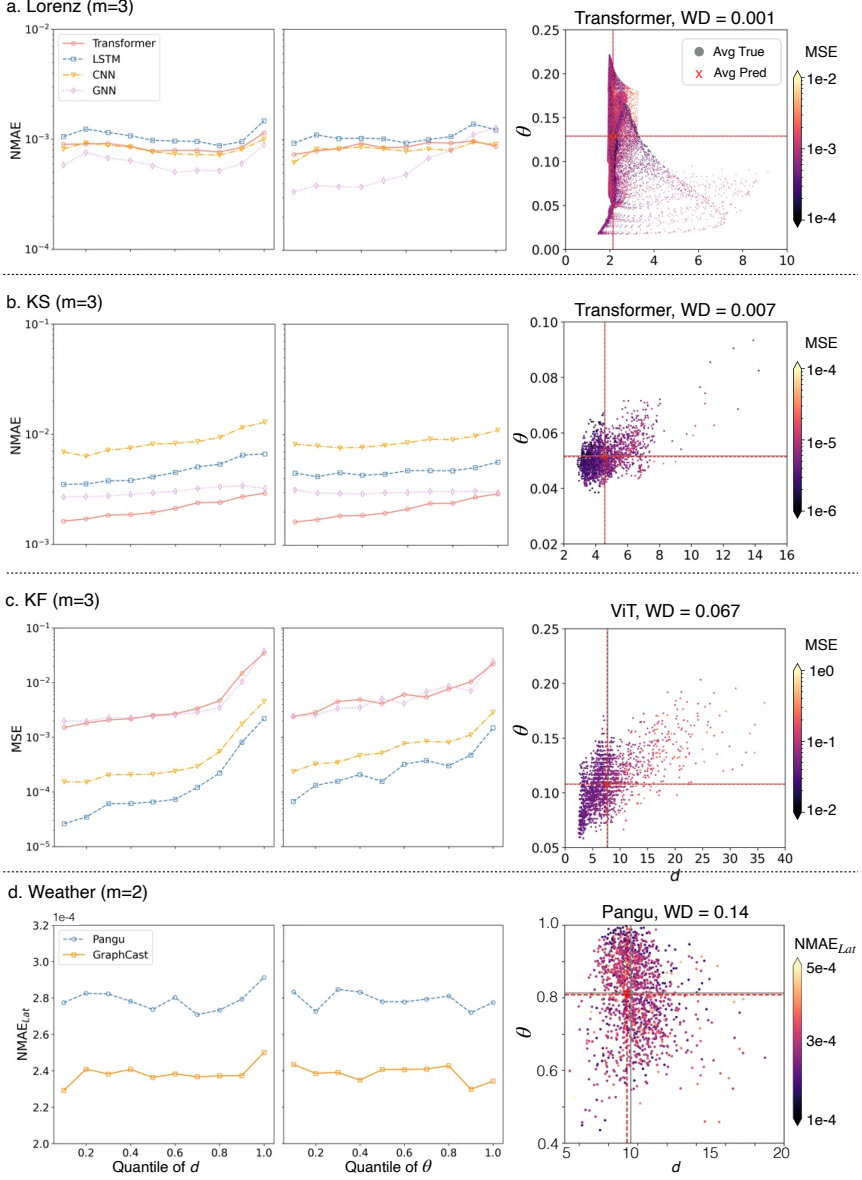 a. Lorenz (m=3)
Transformer, WD = 0.001
10⁻²
10⁻³
10⁻⁴
NMAE
Transformer
LSTM
CNN
GNN
0.25
0.20
0.15
0.10
0.05
0.00
θ
0 2 4 6 8 10
Avg True
x Avg Pred
MSE
1e-2
1e-3
1e-4
b. KS (m=3)
Transformer, WD = 0.007
10⁻¹
10⁻²
10⁻³
NMAE
0.10
0.08
0.06
0.04
0.02
θ
2 4 6 8 10 12 14 16
MSE
1e-4
1e-5
1e-6
c. KF (m=3)
ViT, WD = 0.067
10⁻¹
10⁻²
10⁻³
10⁻⁴
10⁻⁵
MSE
0.25
0.20
0.15
0.10
0.05
θ
0 5 10 15 20 25 30 35 40
d
MSE
1e0
1e-1
1e-2
d. Weather (m=2)
Pangu, WD = 0.14
1e-4
3.2
3.0
2.8
2.6
2.4
2.2
2.0
NMAE_Lat
Pangu
GraphCast
0.2 0.4 0.6 0.8 1.0
Quantile of d
0.2 0.4 0.6 0.8 1.0
Quantile of θ
1.0
0.8
0.6
0.4
θ
5 10 15 20
d
NMAE_Lat
5e-4
3e-4
1e-4